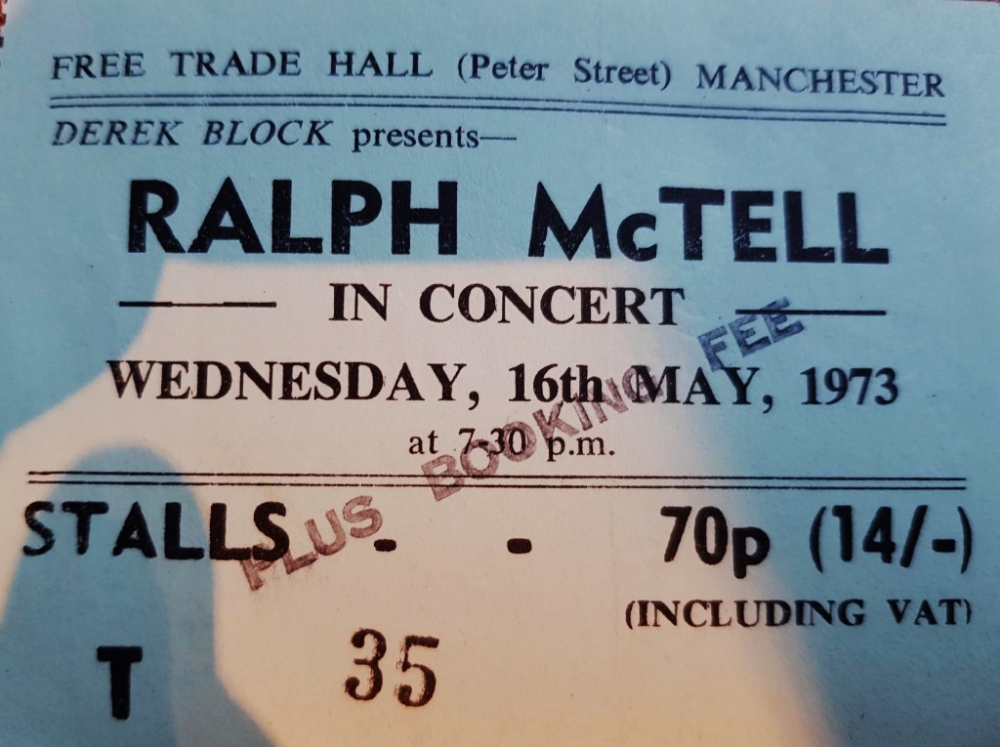 FREE TRADE HALL (Peter Street) MANCHESTER
DEREK BLOCK presents—
RALPH McTELL
IN CONCERT
WEDNESDAY, 16th MAY, 1973
at 7-30 p.m.
PLUS BOOKING FEE
STALLS - - 70p (14/-)
(INCLUDING VAT)
T 35